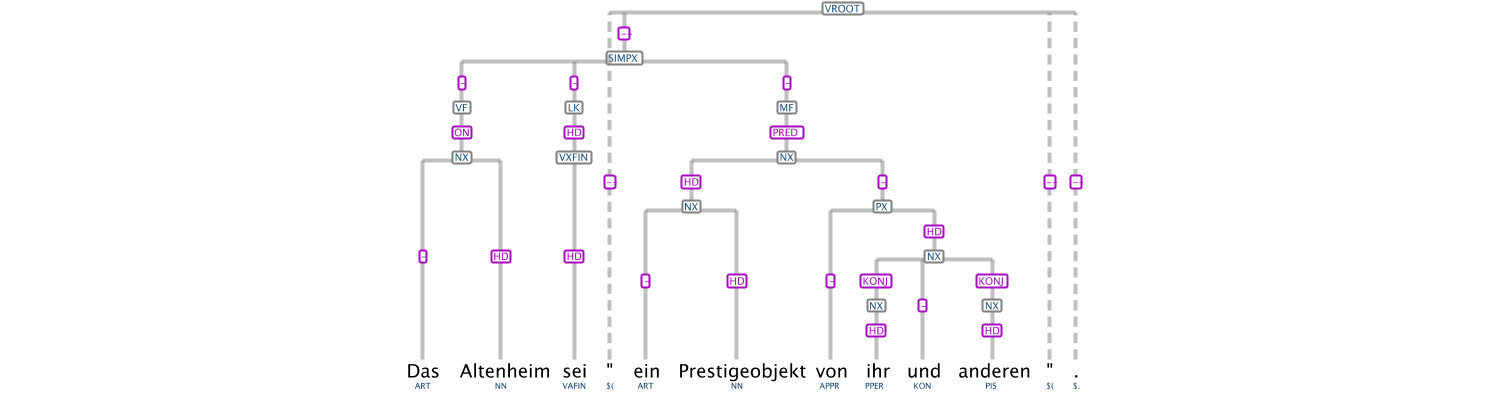 VROOT
--
SIMPX
- - -
VF LK MF
ON HD PRED
NX VXFIN NX
-- HD - -- --
NX PX
HD
- HD HD NX
- HD - KONJ KONJ
NX - NX
HD HD
Das Altenheim sei " ein Prestigeobjekt von ihr und anderen " .
ART NN VAFIN $( ART NN APPR PPER KON PIS $( $.